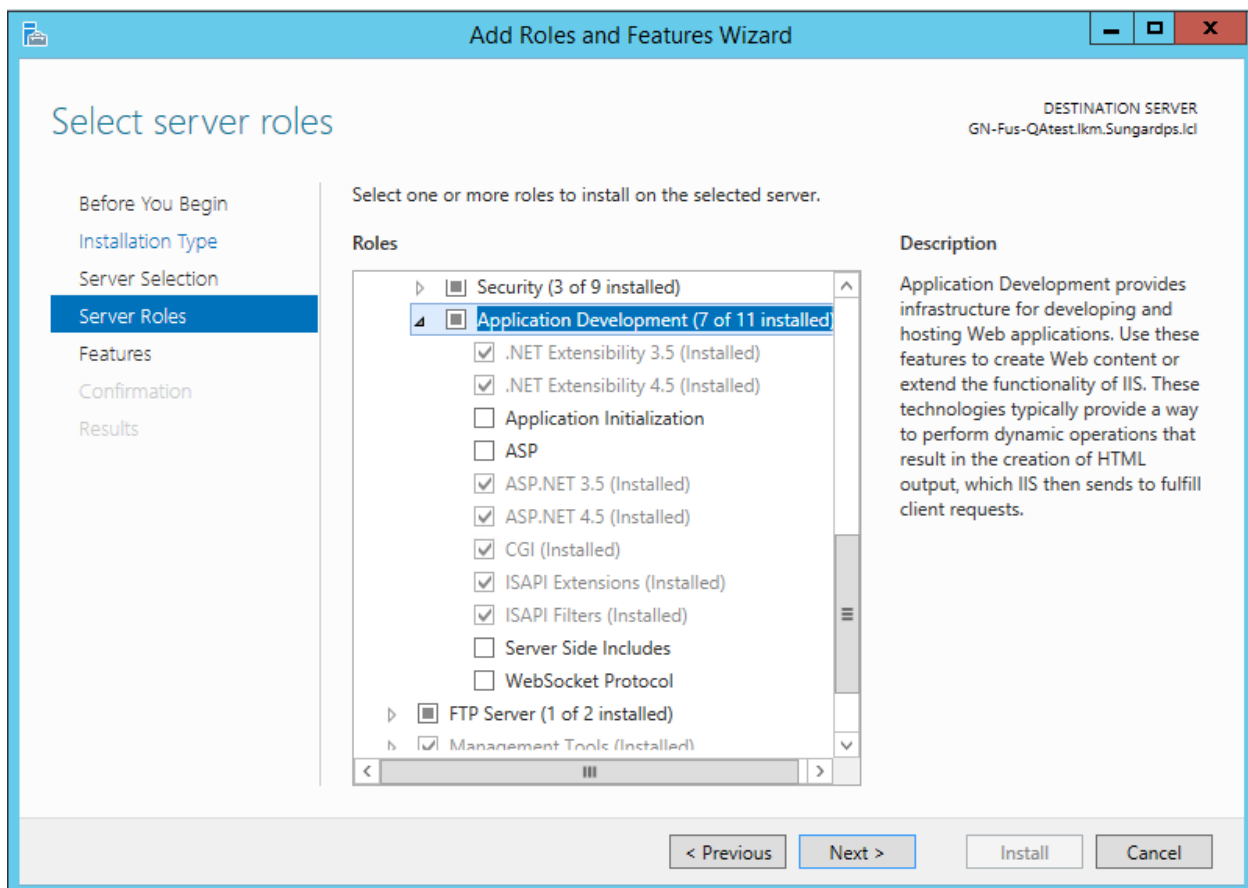 Add Roles and Features Wizard
Select server roles
DESTINATION SERVER
GN-Fus-QAtest.lkm.Sungardps.lcl
Before You Begin
Installation Type
Server Selection
Server Roles
Features
Confirmation
Results
Select one or more roles to install on the selected server.
Roles
Security (3 of 9 installed)
Application Development (7 of 11 installed)
.NET Extensibility 3.5 (Installed)
.NET Extensibility 4.5 (Installed)
Application Initialization
ASP
ASP.NET 3.5 (Installed)
ASP.NET 4.5 (Installed)
CGI (Installed)
ISAPI Extensions (Installed)
ISAPI Filters (Installed)
Server Side Includes
WebSocket Protocol
FTP Server (1 of 2 installed)
Management Tools (Installed)
Description
Application Development provides
infrastructure for developing and
hosting Web applications. Use these
features to create Web content or
extend the functionality of IIS. These
technologies typically provide a way
to perform dynamic operations that
result in the creation of HTML
output, which IIS then sends to fulfill
client requests.
< Previous
Next >
Install
Cancel